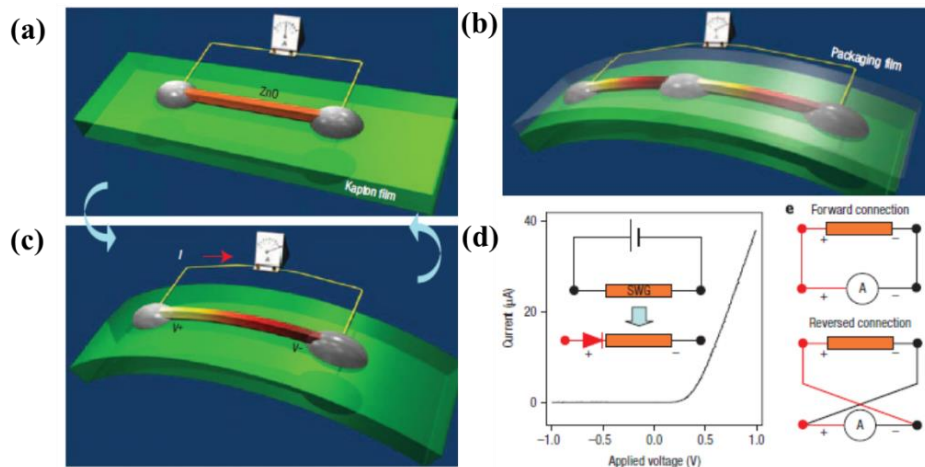 (a)
A
ZnO
Kapton film
(b)
A
Packaging film
(c)
I
A
V+
V−
(d)
40
20
0
Current (μA)
−1.0 −0.5 0.0 0.5 1.0
Applied voltage (V)
SWG
+ −
e
Forward connection
+ −
+ A −
Reversed connection
+ −
+ A −